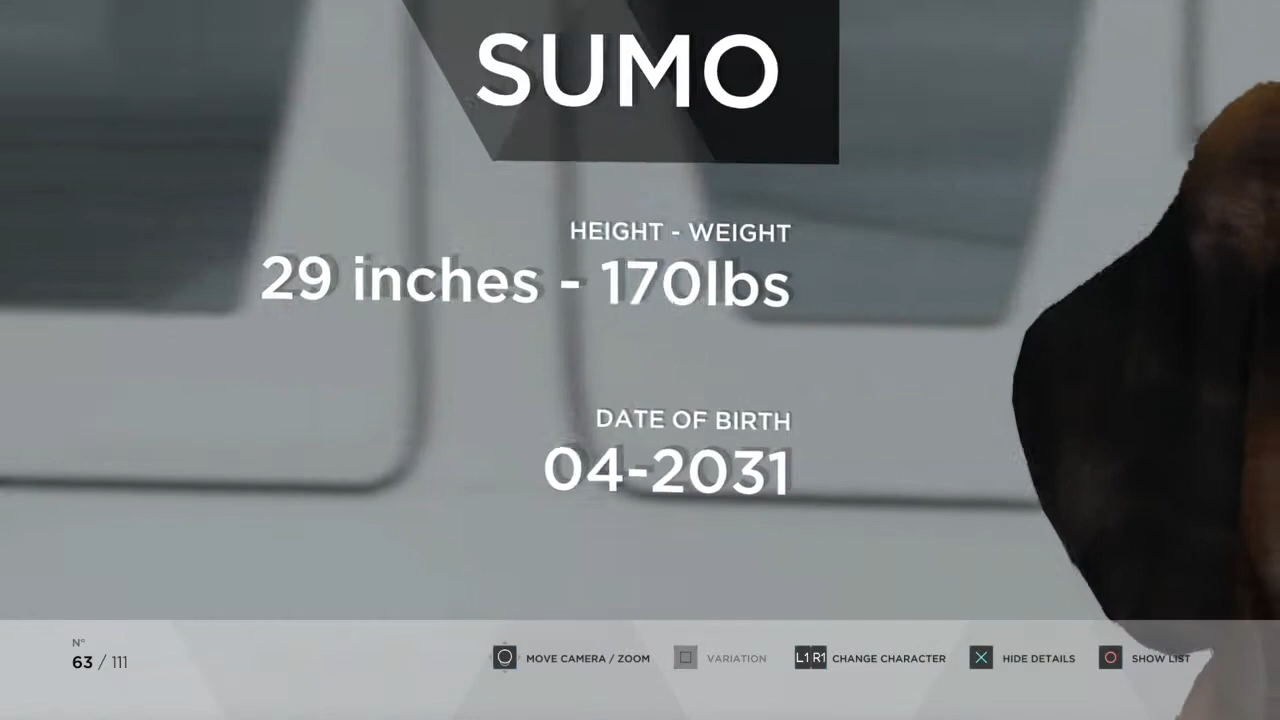 SUMO
HEIGHT - WEIGHT
29 inches - 170lbs
DATE OF BIRTH
04-2031
N°
63 / 111
MOVE CAMERA / ZOOM
VARIATION
L1 R1 CHANGE CHARACTER
HIDE DETAILS
SHOW LIST